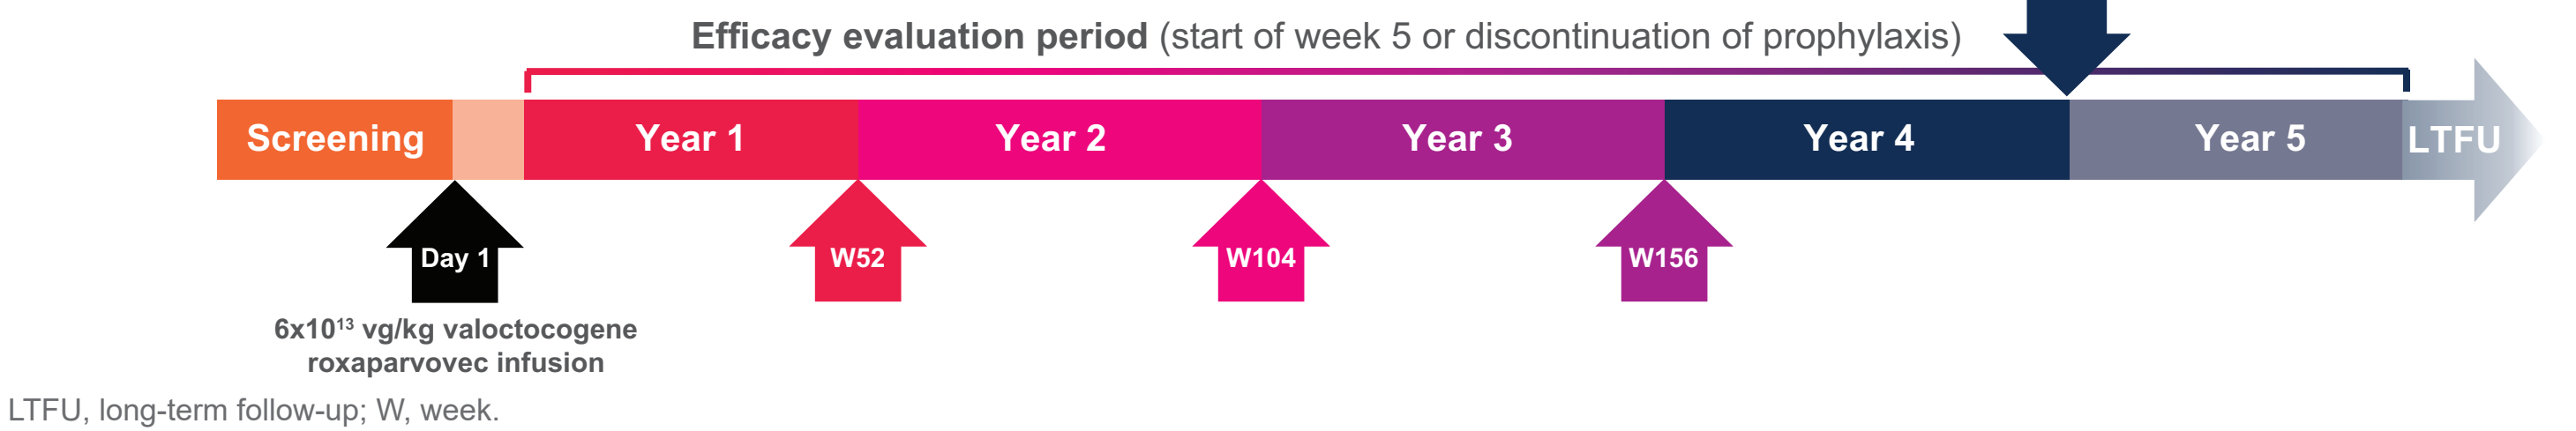 Efficacy evaluation period (start of week 5 or discontinuation of prophylaxis)
Screening
Year 1
Year 2
Year 3
Year 4
Year 5
LTFU
Day 1
W52
W104
W156
6x10¹³ vg/kg valoctocogene
roxaparvovec infusion
LTFU, long-term follow-up; W, week.